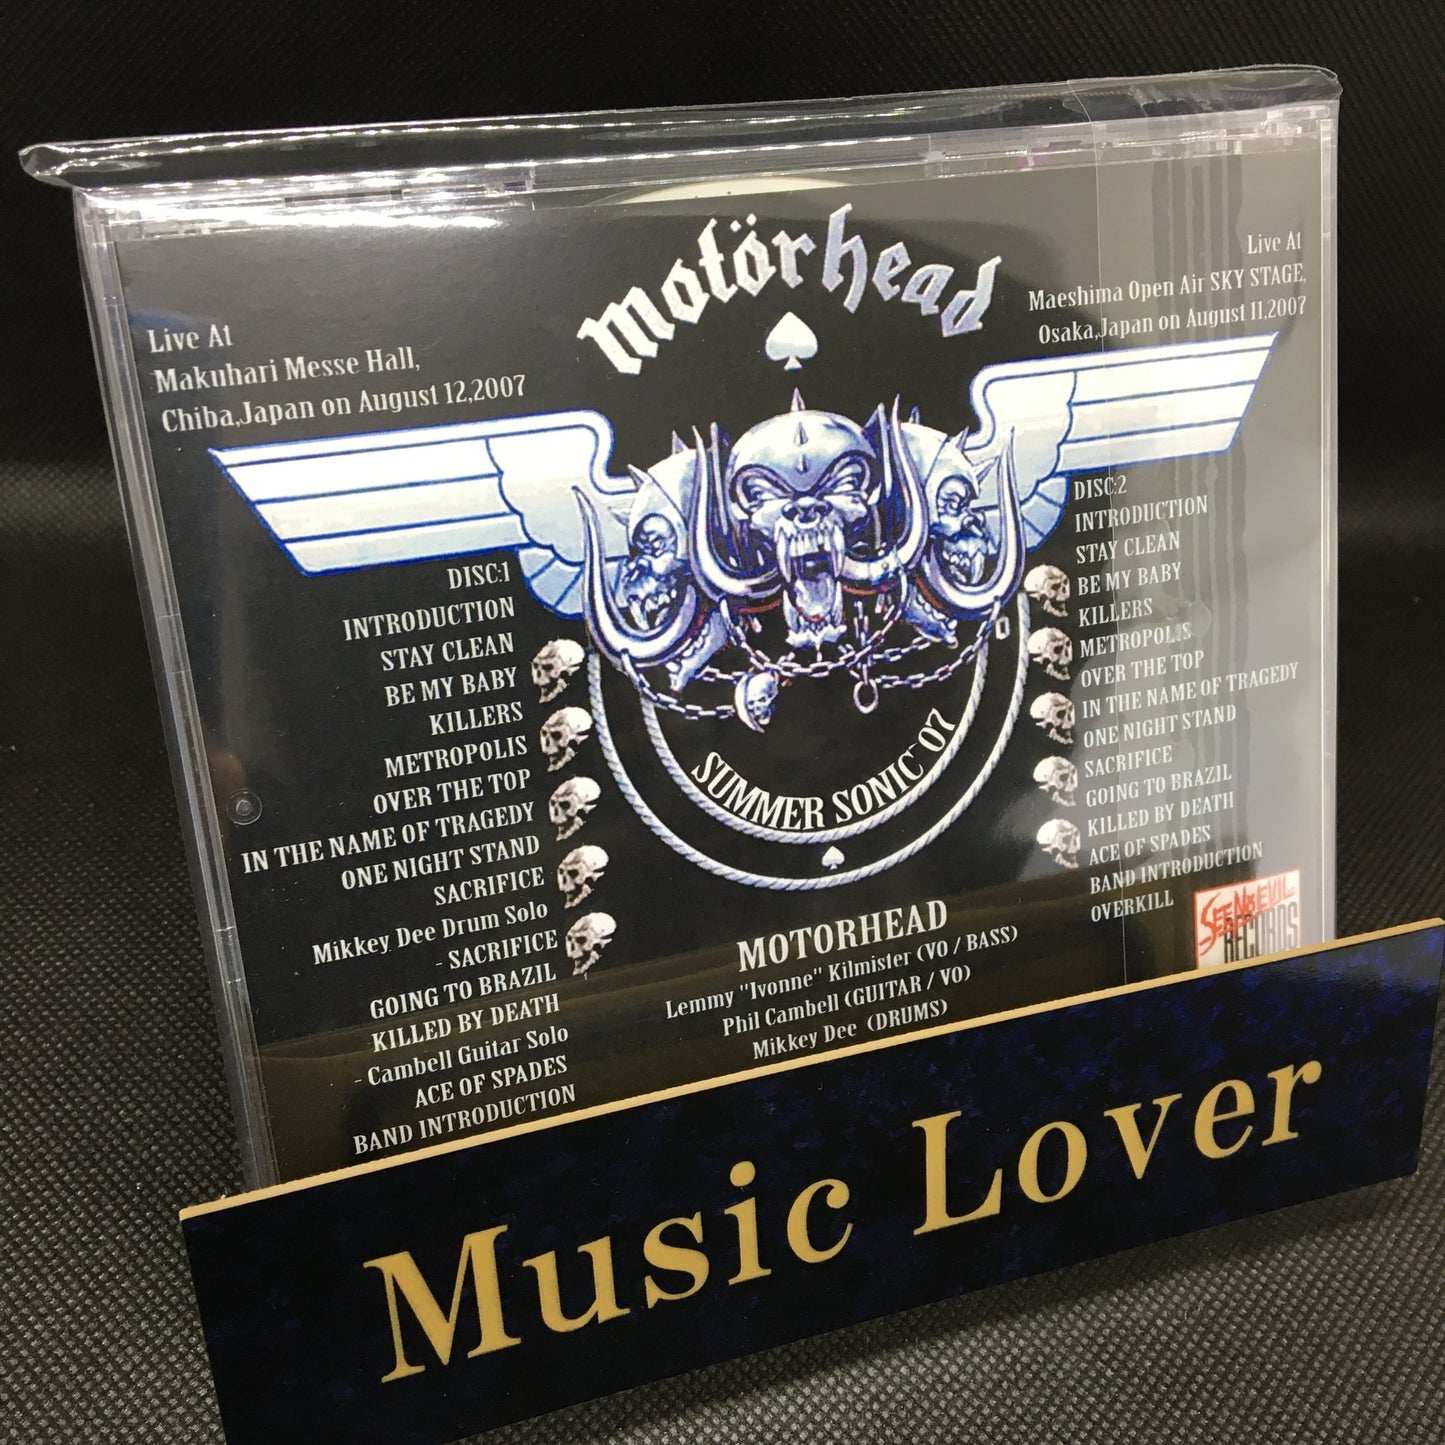 motörhead
Live At
Makuhari Messe Hall,
Chiba,Japan on August 12,2007
Live At
Maeshima Open Air SKY STAGE,
Osaka,Japan on August 11,2007
DISC:1
INTRODUCTION
STAY CLEAN
BE MY BABY
KILLERS
METROPOLIS
OVER THE TOP
IN THE NAME OF TRAGEDY
ONE NIGHT STAND
SACRIFICE
Mikkey Dee Drum Solo
- SACRIFICE
GOING TO BRAZIL
KILLED BY DEATH
- Cambell Guitar Solo
ACE OF SPADES
BAND INTRODUCTION
SUMMER SONIC '07
MOTORHEAD
Lemmy "Ivonne" Kilmister (VO / BASS)
Phil Cambell (GUITAR / VO)
Mikkey Dee (DRUMS)
DISC:2
INTRODUCTION
STAY CLEAN
BE MY BABY
KILLERS
METROPOLIS
OVER THE TOP
IN THE NAME OF TRAGEDY
ONE NIGHT STAND
SACRIFICE
GOING TO BRAZIL
KILLED BY DEATH
ACE OF SPADES
BAND INTRODUCTION
OVERKILL
SEE NO EVIL
RECORDS
Music Lover